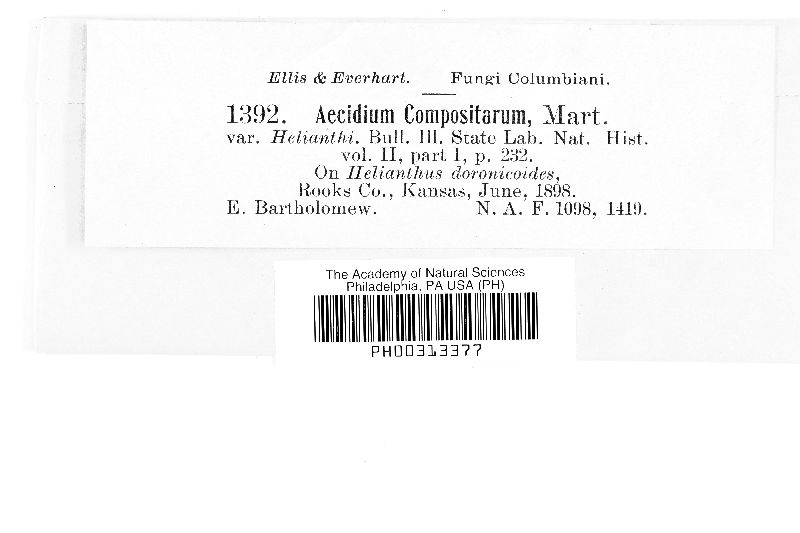 Ellis & Everhart. Fungi Columbiani.
1392. Aecidium Compositarum, Mart.
var. Helianthi. Bull. Ill. State Lab. Nat. Hist.
vol. II, part 1, p. 232.
On Helianthus doronicoides,
Rooks Co., Kansas, June, 1898.
E. Bartholomew. N. A. F. 1098, 1419.
The Academy of Natural Sciences
Philadelphia, PA USA (PH)
PH00313377